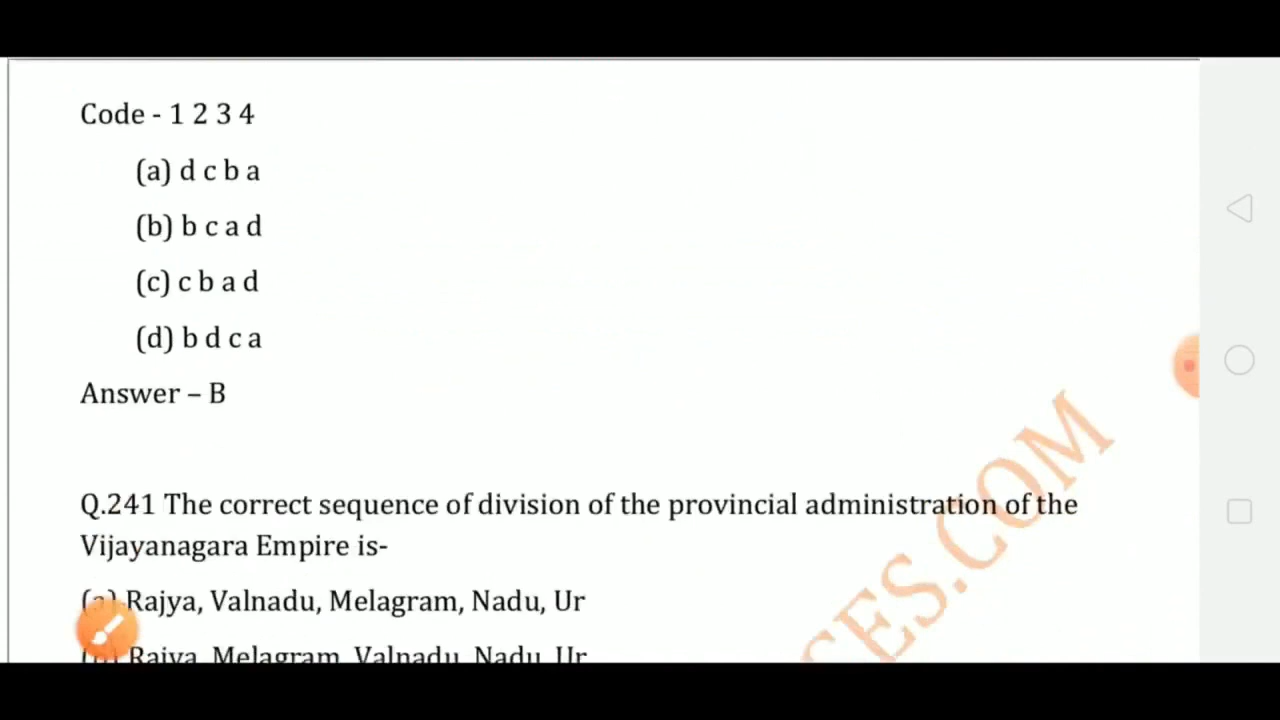 Code - 1 2 3 4
(a) d c b a
(b) b c a d
(c) c b a d
(d) b d c a
Answer – B
Q.241 The correct sequence of division of the provincial administration of the
Vijayanagara Empire is-
(a) Rajya, Valnadu, Melagram, Nadu, Ur
Rajya, Melagram, Valnadu, Nadu, Ur
SES.COM